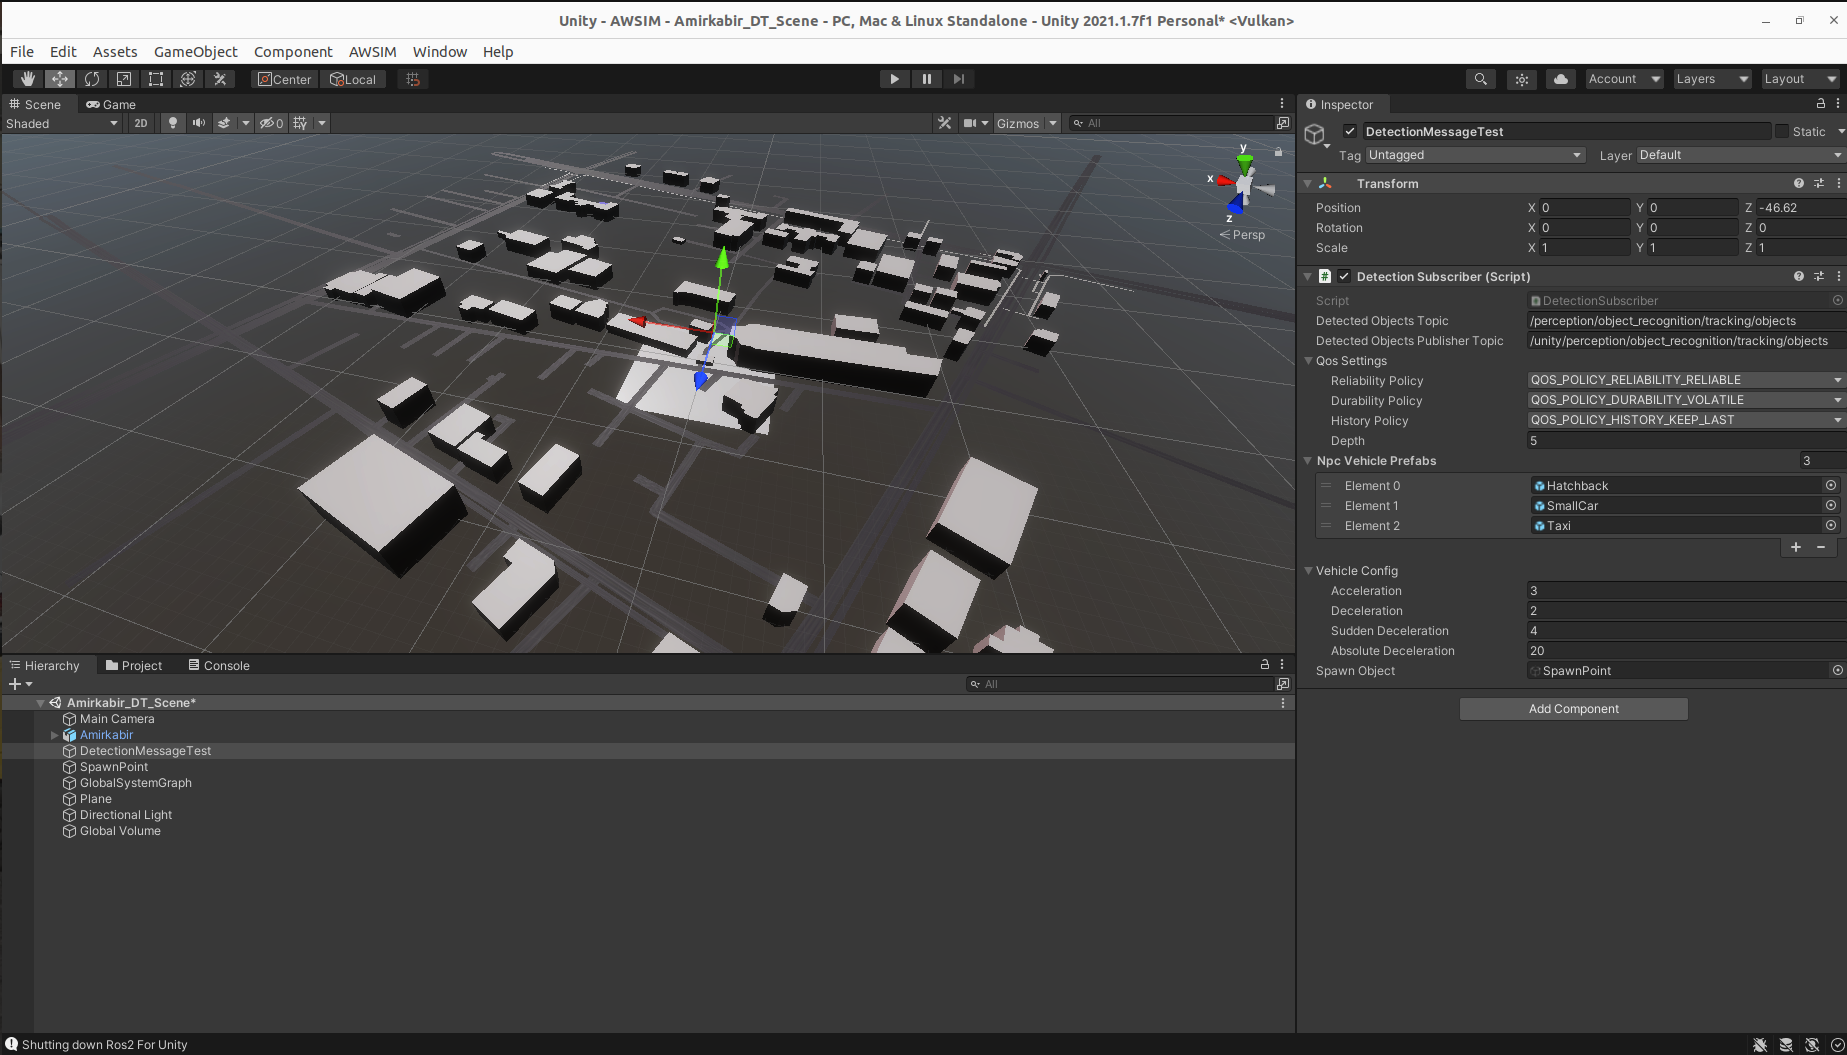 Unity - AWSIM - Amirkabir_DT_Scene - PC, Mac & Linux Standalone - Unity 2021.1.7f1 Personal* <Vulkan>
File Edit Assets GameObject Component AWSIM Window Help
Center Local Account Layers Layout
Scene Game
Shaded 2D 0 Gizmos All
y
x
z
Persp
Inspector
DetectionMessageTest Static
Tag Untagged Layer Default
Transform
Position X 0 Y 0 Z -46.62
Rotation X 0 Y 0 Z 0
Scale X 1 Y 1 Z 1
# Detection Subscriber (Script)
Script DetectionSubscriber
Detected Objects Topic /perception/object_recognition/tracking/objects
Detected Objects Publisher Topic /unity/perception/object_recognition/tracking/objects
Qos Settings
Reliability Policy QOS_POLICY_RELIABILITY_RELIABLE
Durability Policy QOS_POLICY_DURABILITY_VOLATILE
History Policy QOS_POLICY_HISTORY_KEEP_LAST
Depth 5
Npc Vehicle Prefabs 3
Element 0 Hatchback
Element 1 SmallCar
Element 2 Taxi
Vehicle Config
Acceleration 3
Deceleration 2
Sudden Deceleration 4
Absolute Deceleration 20
Spawn Object SpawnPoint
Add Component
Hierarchy Project Console
All
Amirkabir_DT_Scene*
Main Camera
Amirkabir
DetectionMessageTest
SpawnPoint
GlobalSystemGraph
Plane
Directional Light
Global Volume
Shutting down Ros2 For Unity